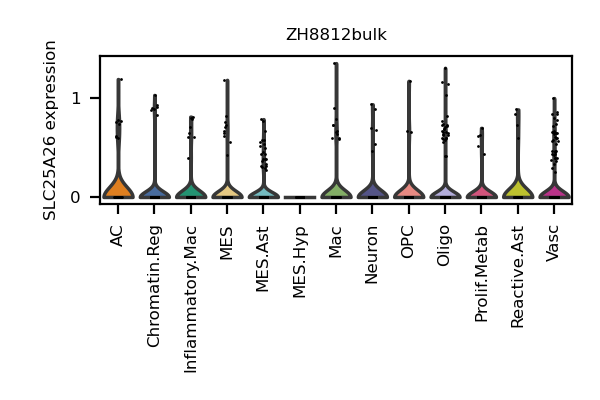 ZH8812bulk
SLC25A26 expression
1
0
AC
Chromatin.Reg
Inflammatory.Mac
MES
MES.Ast
MES.Hyp
Mac
Neuron
OPC
Oligo
Prolif.Metab
Reactive.Ast
Vasc